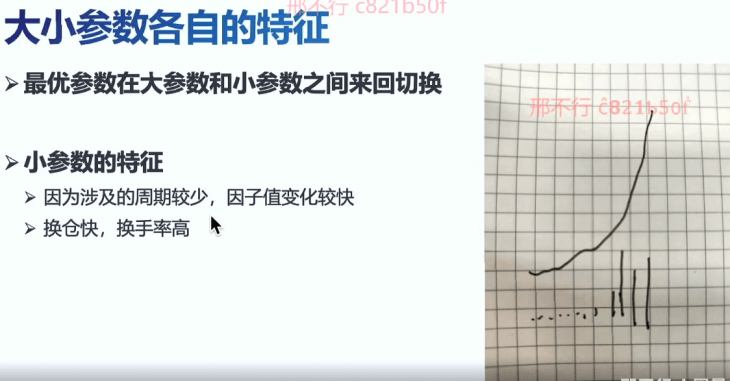 邢不行 c821b50f
大小参数各自的特征
最优参数在大参数和小参数之间来回切换
邢不行 c821b50f
小参数的特征
因为涉及的周期较少，因子值变化较快
换仓快，换手率高